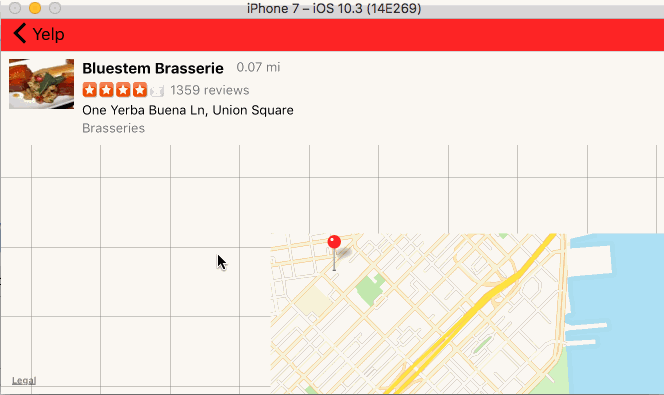 iPhone 7 – iOS 10.3 (14E269)
Yelp
Bluestem Brasserie 0.07 mi
1359 reviews
One Yerba Buena Ln, Union Square
Brasseries
Legal